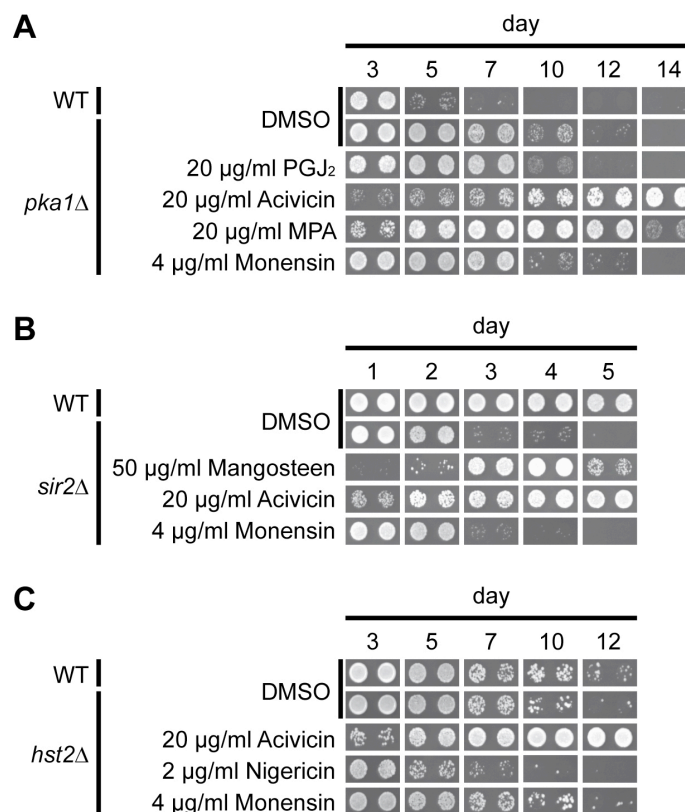 A
day
3 5 7 10 12 14
WT
DMSO
pka1Δ
20 µg/ml PGJ₂
20 µg/ml Acivicin
20 µg/ml MPA
4 µg/ml Monensin
B
day
1 2 3 4 5
WT
DMSO
sir2Δ
50 µg/ml Mangosteen
20 µg/ml Acivicin
4 µg/ml Monensin
C
day
3 5 7 10 12
WT
DMSO
hst2Δ
20 µg/ml Acivicin
2 µg/ml Nigericin
4 µg/ml Monensin